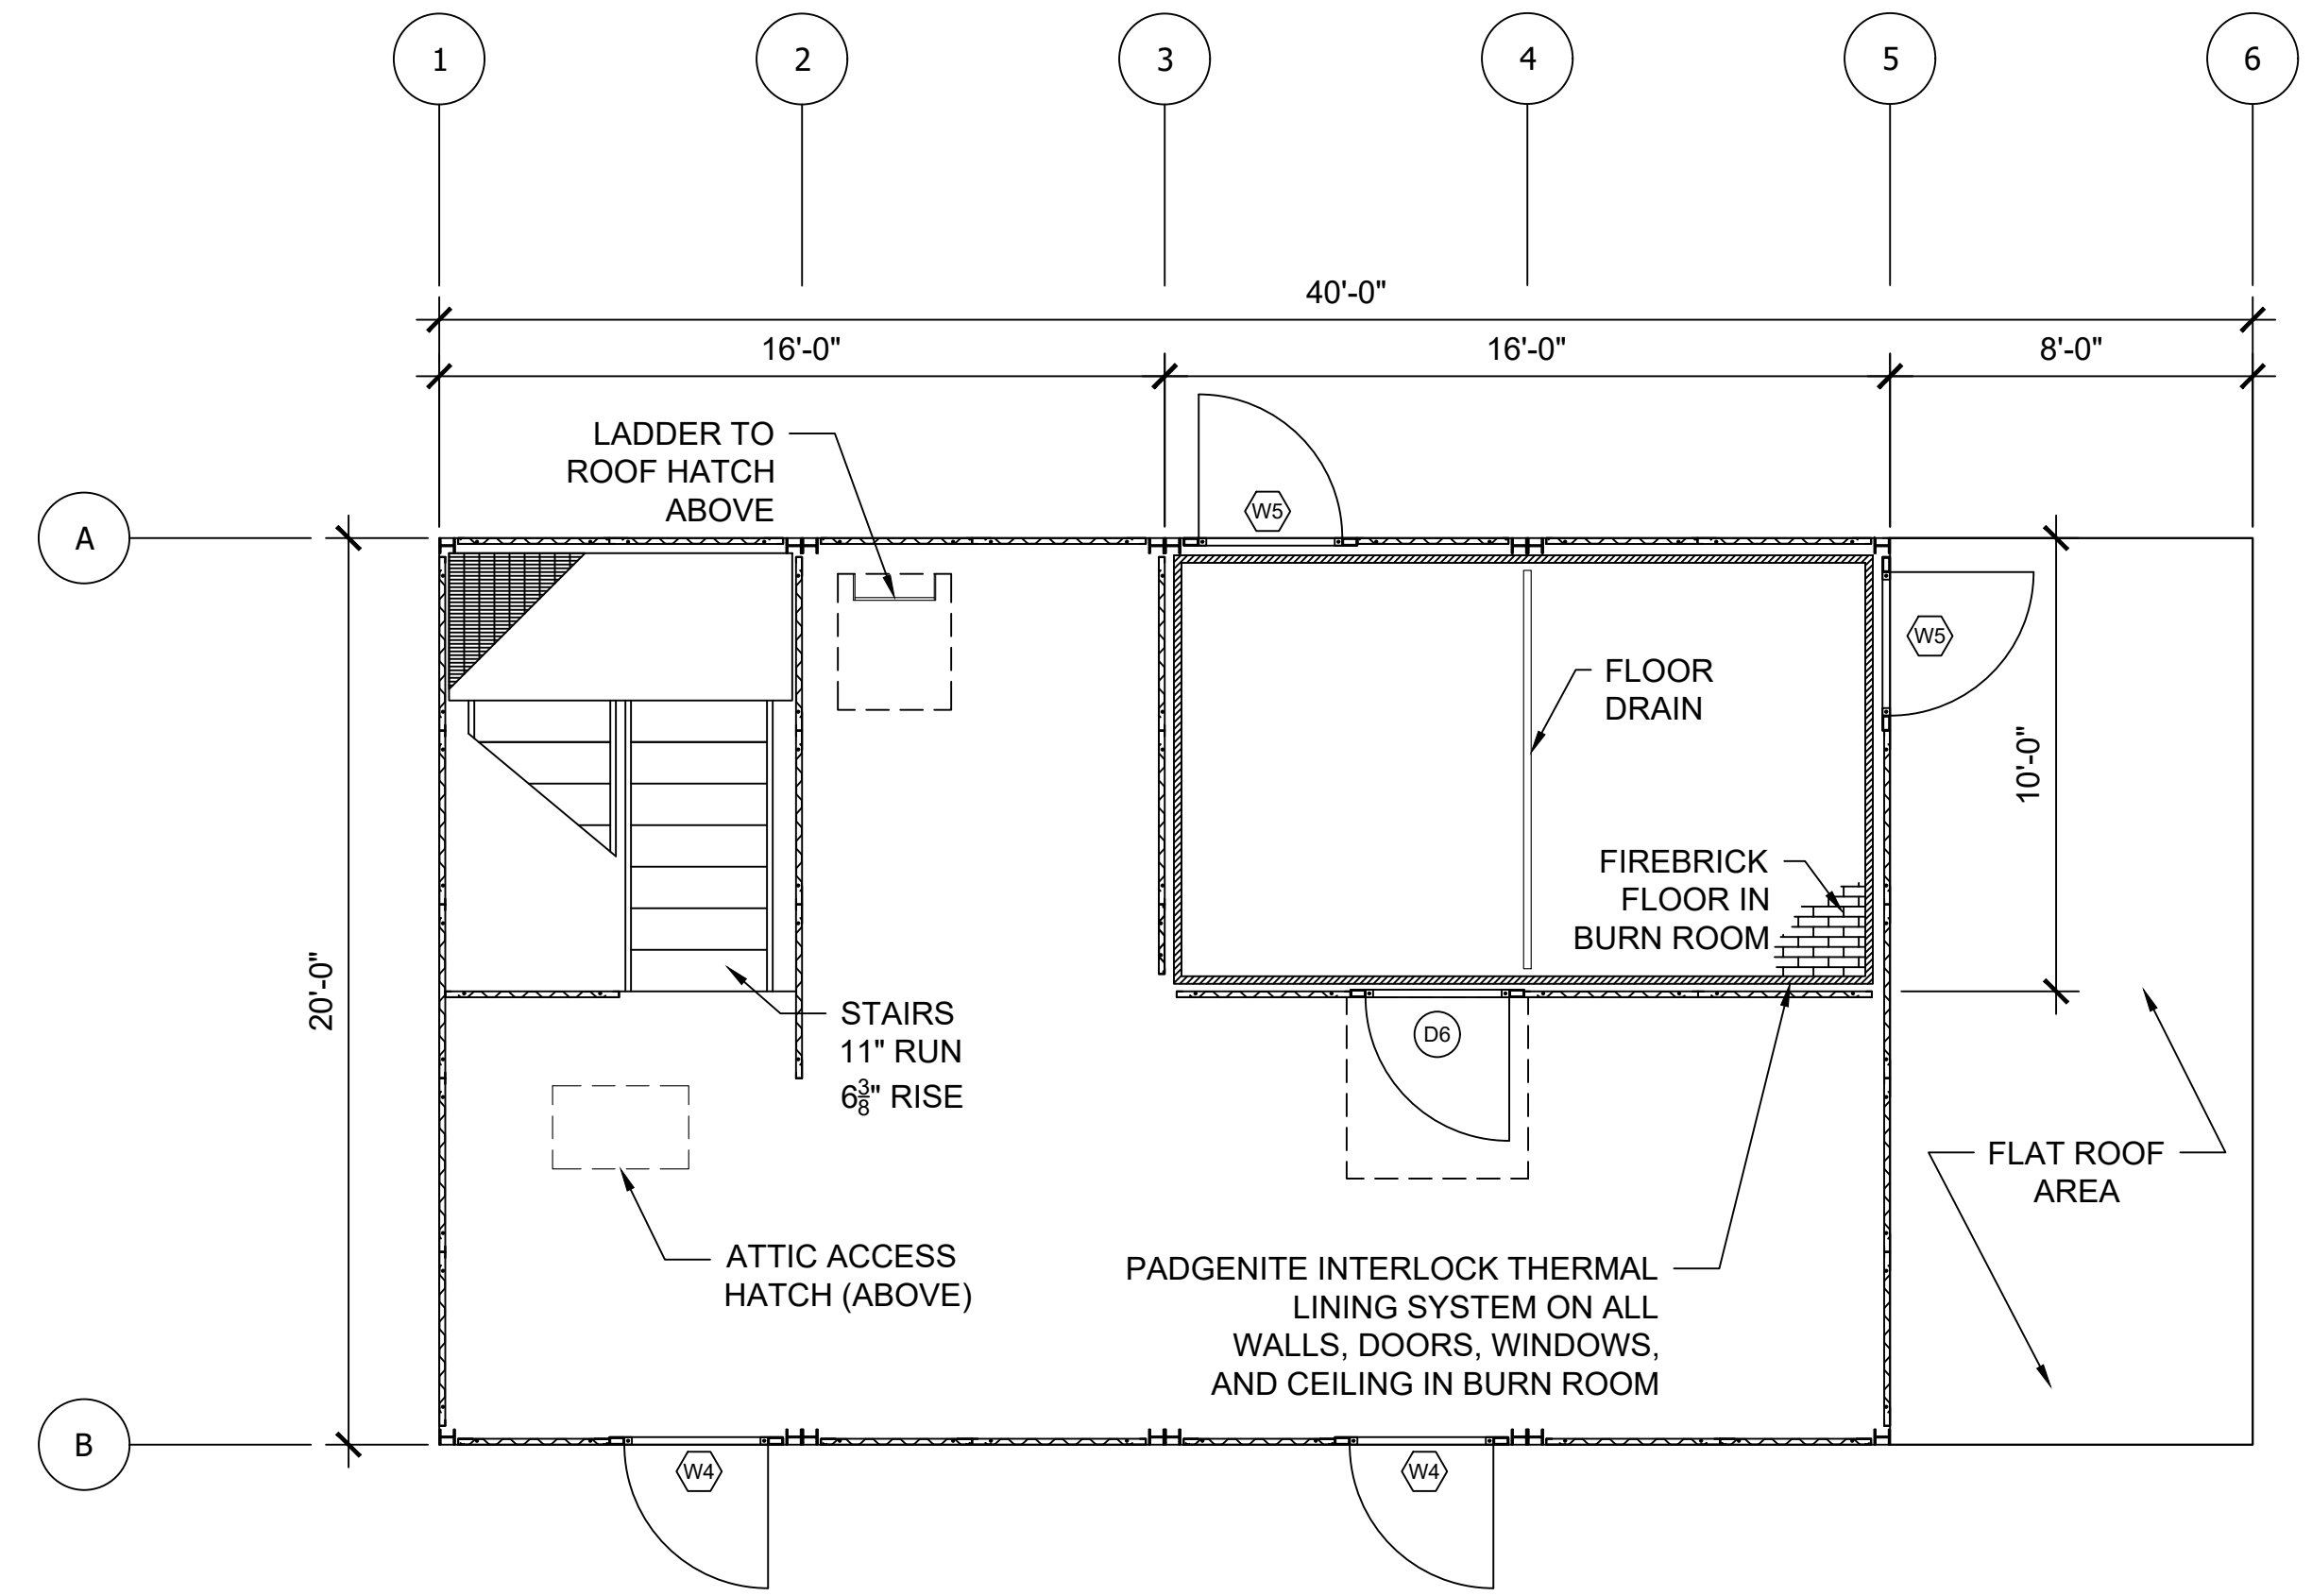 1
2
3
4
5
6
40'-0"
16'-0"
16'-0"
8'-0"
LADDER TO
ROOF HATCH
ABOVE
W5
A
W5
FLOOR
DRAIN
10'-0"
FIREBRICK
FLOOR IN
BURN ROOM
20'-0"
STAIRS
11" RUN
6 3/8" RISE
D6
FLAT ROOF
AREA
ATTIC ACCESS
HATCH (ABOVE)
PADGENITE INTERLOCK THERMAL
LINING SYSTEM ON ALL
WALLS, DOORS, WINDOWS,
AND CEILING IN BURN ROOM
B
W4
W4